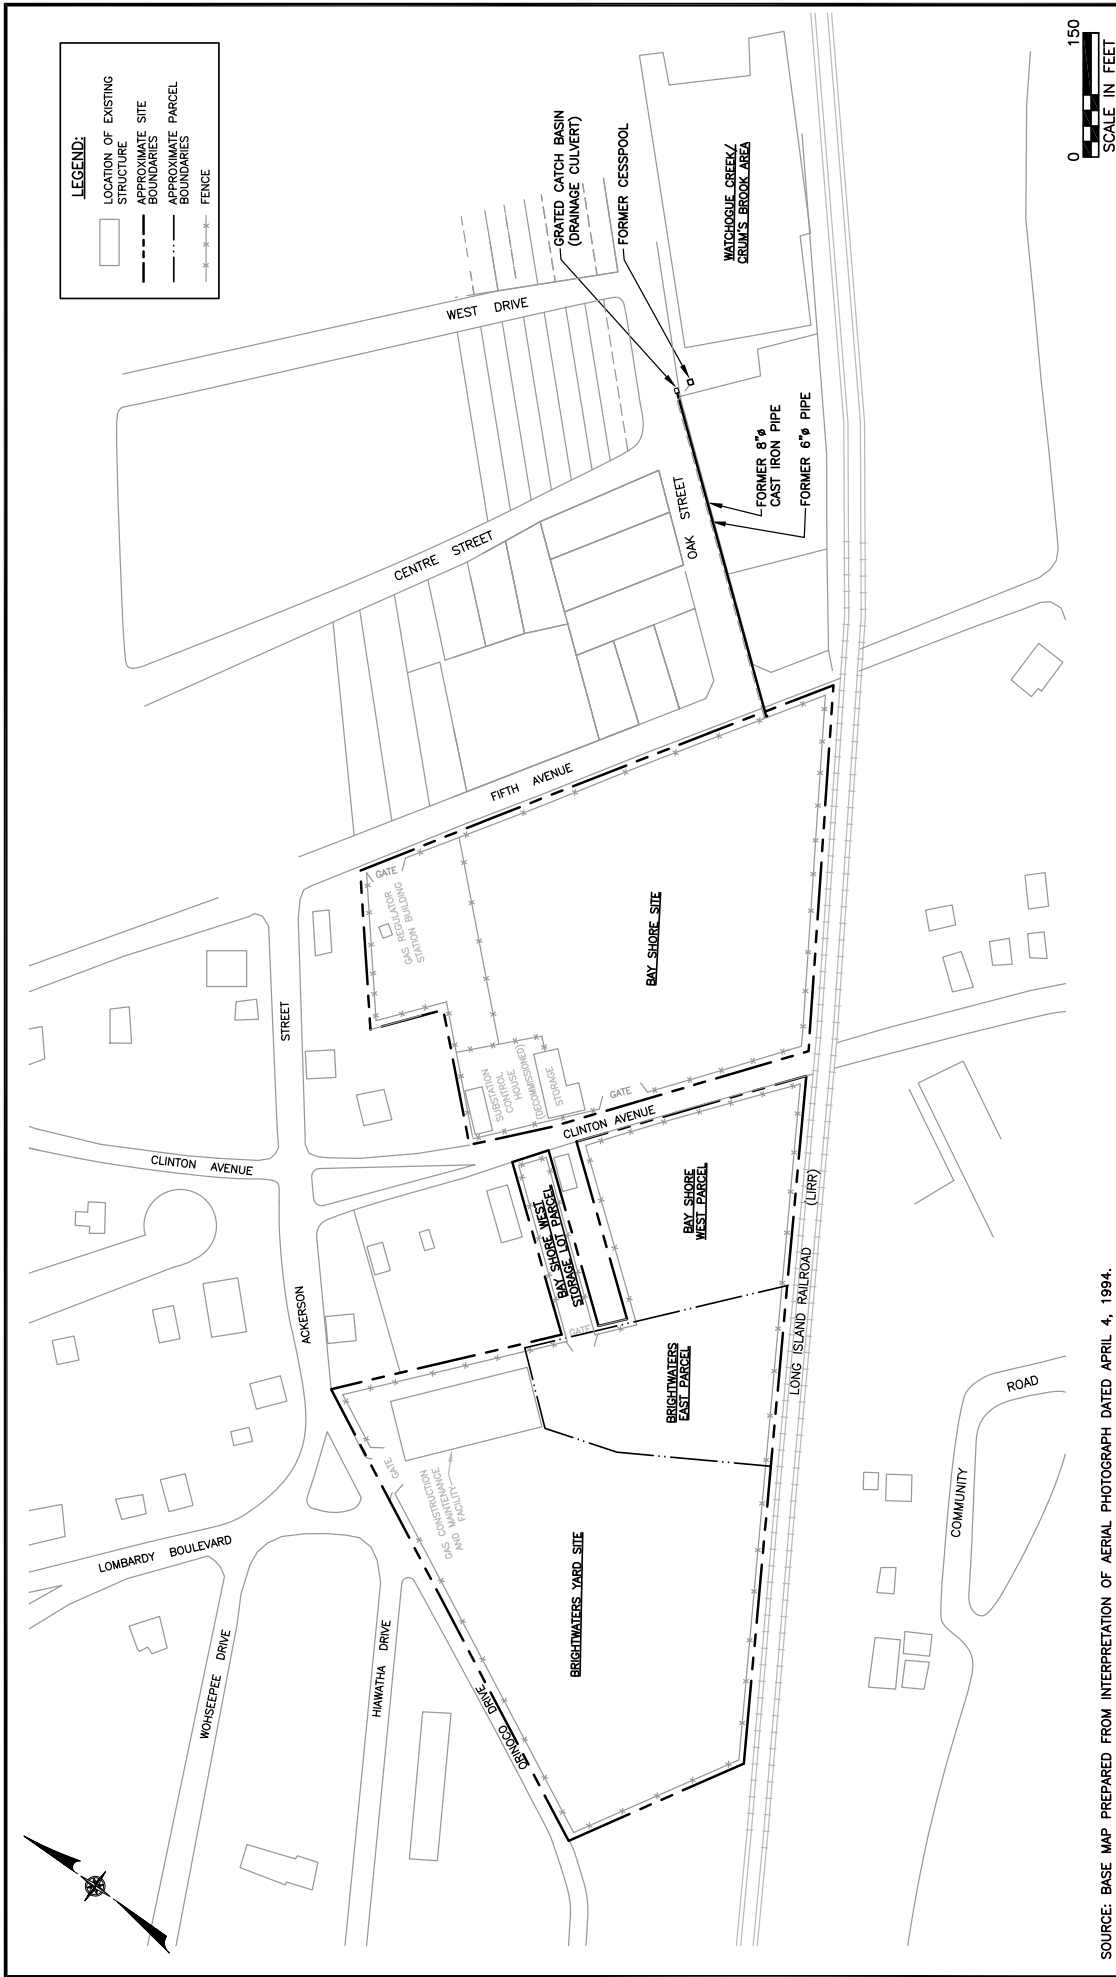 LEGEND:
LOCATION OF EXISTING
STRUCTURE
APPROXIMATE SITE
BOUNDARIES
APPROXIMATE PARCEL
BOUNDARIES
FENCE
WOHSEEPEE DRIVE
LOMBARDY BOULEVARD
HIAWATHA DRIVE
ORINOCO DRIVE
ACKERSON
STREET
CLINTON AVENUE
CLINTON AVENUE
FIFTH AVENUE
CENTRE STREET
WEST DRIVE
OAK STREET
GATE
GAS CONSTRUCTION
AND MAINTENANCE
FACILITY
BRIGHTWATERS YARD SITE
BRIGHTWATERS
EAST PARCEL
GATE
BAY SHORE WEST
STORAGE LOT PARCEL
BAY SHORE
WEST PARCEL
SUBSTATION
CONTROL
HOUSE
(DECOMMISSIONED)
STORAGE
GATE
GATE
GAS REGULATOR
STATION BUILDING
BAY SHORE SITE
GRATED CATCH BASIN
(DRAINAGE CULVERT)
FORMER CESSPOOL
FORMER 8"ø
CAST IRON PIPE
FORMER 6"ø PIPE
WATCHOGUE CREEK/
CRUM'S BROOK AREA
LONG ISLAND RAILROAD (LIRR)
COMMUNITY
ROAD
0 150
SCALE IN FEET
SOURCE: BASE MAP PREPARED FROM INTERPRETATION OF AERIAL PHOTOGRAPH DATED APRIL 4, 1994.